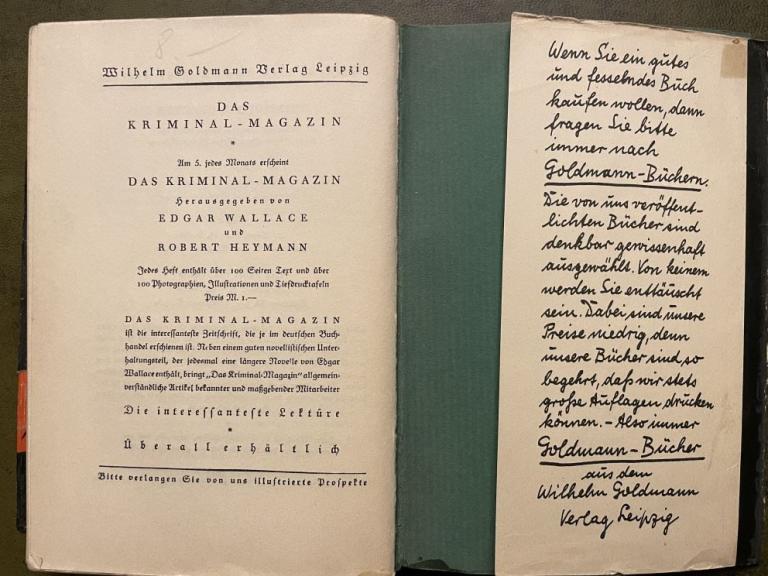 8
Wilhelm Goldmann Verlag Leipzig
DAS
KRIMINAL-MAGAZIN
*
Am 5. jedes Monats erscheint
DAS KRIMINAL-MAGAZIN
Herausgegeben von
EDGAR WALLACE
und
ROBERT HEYMANN
Jedes Heft enthält über 100 Seiten Text und über
100 Photographien, Illustrationen und Tiefdrucktafeln
Preis M. 1.—
DAS KRIMINAL-MAGAZIN
ist die interessanteste Zeitschrift, die je im deutschen Buch-
handel erschienen ist. Neben einem guten novellistischen Unter-
haltungsteil, der jedesmal eine längere Novelle von Edgar
Wallace enthält, bringt „Das Kriminal-Magazin" allgemein-
verständliche Artikel bekannter und maßgebender Mitarbeiter
Die interessanteste Lektüre
*
Überall erhältlich
Bitte verlangen Sie von uns illustrierte Prospekte
Wenn Sie ein gutes
und fesselndes Buch
kaufen wollen, dann
fragen Sie bitte
immer nach
Goldmann-Büchern.
Die von uns veröffent-
lichten Bücher sind
denkbar gewissenhaft
ausgewählt. Von keinem
werden Sie enttäuscht
sein. Dabei sind unsere
Preise niedrig, denn
unsere Bücher sind so
begehrt, daß wir stets
große Auflagen drucken
können. – Also immer
Goldmann-Bücher
aus dem
Wilhelm Goldmann
Verlag Leipzig